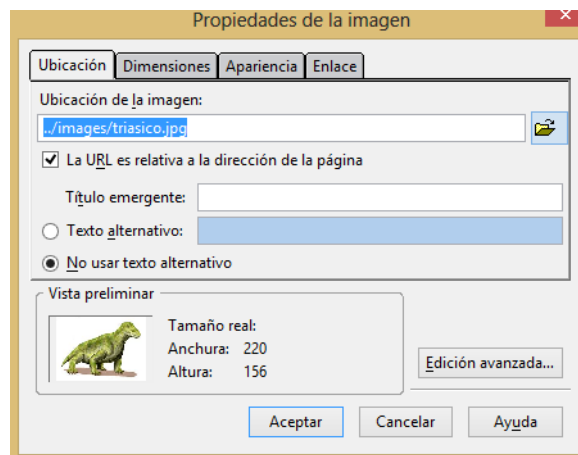 Propiedades de la imagen
Ubicación Dimensiones Apariencia Enlace
Ubicación de la imagen:
../images/triasico.jpg
La URL es relativa a la dirección de la página
Título emergente:
Texto alternativo:
No usar texto alternativo
Vista preliminar
Tamaño real:
Anchura: 220
Altura: 156
Edición avanzada...
Aceptar Cancelar Ayuda